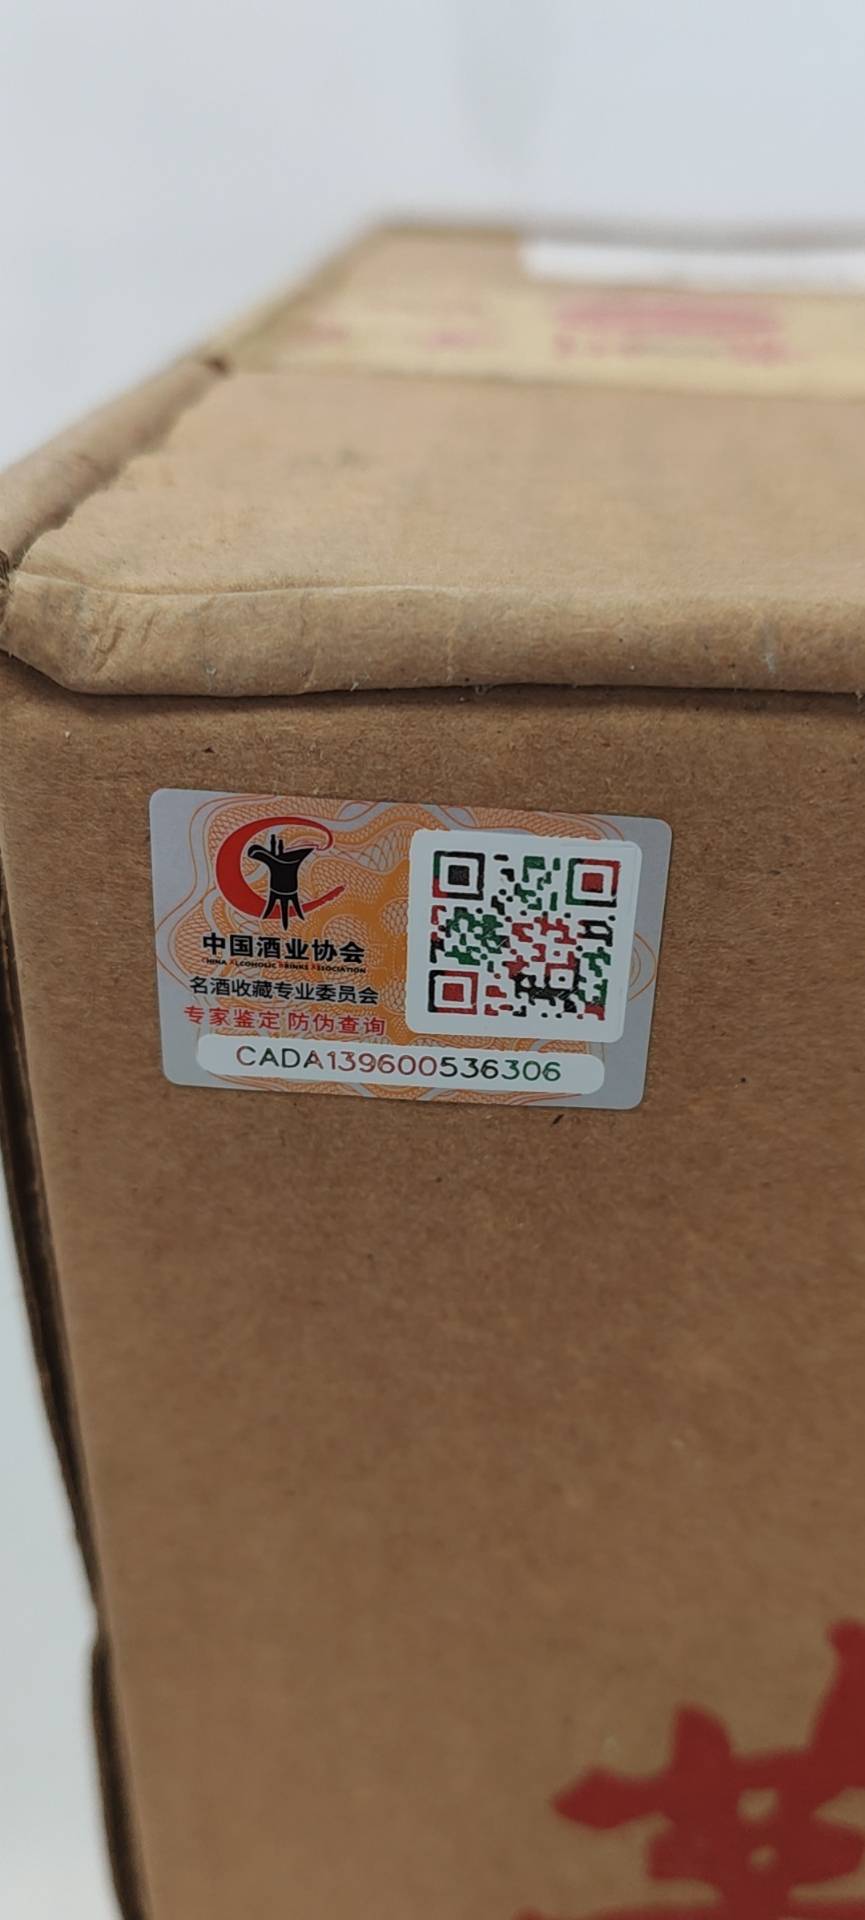 中国酒业协会
CHINA ALCOHOLIC DRINKS ASSOCIATION
名酒收藏专业委员会
专家鉴定 防伪查询
CADA139600536306